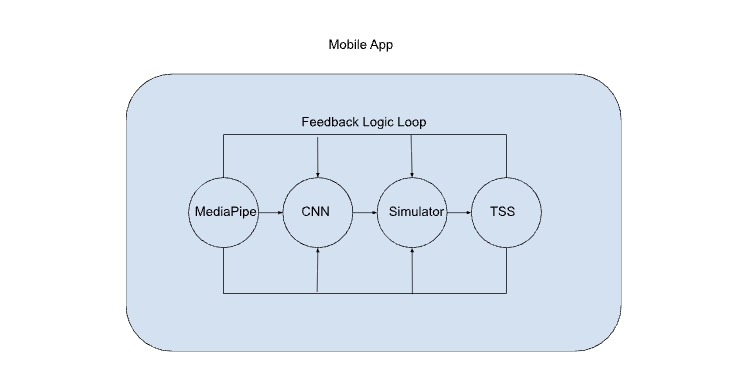 Mobile App
Feedback Logic Loop
MediaPipe
CNN
Simulator
TSS